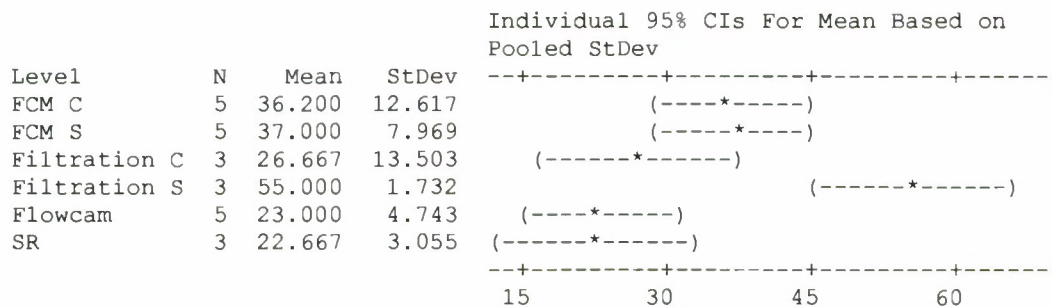 Individual 95% CIs For Mean Based on
                                  Pooled StDev
Level         N    Mean   StDev  --+---------+---------+---------+------
FCM C         5  36.200  12.617             (----*-----)
FCM S         5  37.000   7.969             (-----*----)
Filtration C  3  26.667  13.503     (------*------)
Filtration S  3  55.000   1.732                        (------*------)
Flowcam       5  23.000   4.743    (----*-----)
SR            3  22.667   3.055  (------*------)
                                 --+---------+---------+---------+------
                                  15        30        45        60